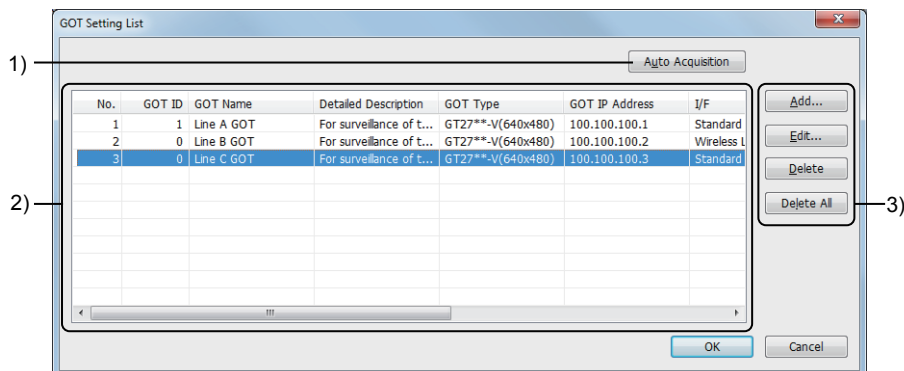 GOT Setting List
x
1)
Auto Acquisition
No. GOT ID GOT Name Detailed Description GOT Type GOT IP Address I/F
1 1 Line A GOT For surveillance of t... GT27**-V(640x480) 100.100.100.1 Standard
2 0 Line B GOT For surveillance of t... GT27**-V(640x480) 100.100.100.2 Wireless L
3 0 Line C GOT For surveillance of t... GT27**-V(640x480) 100.100.100.3 Standard
Add...
Edit...
Delete
Delete All
2)
3)
OK Cancel